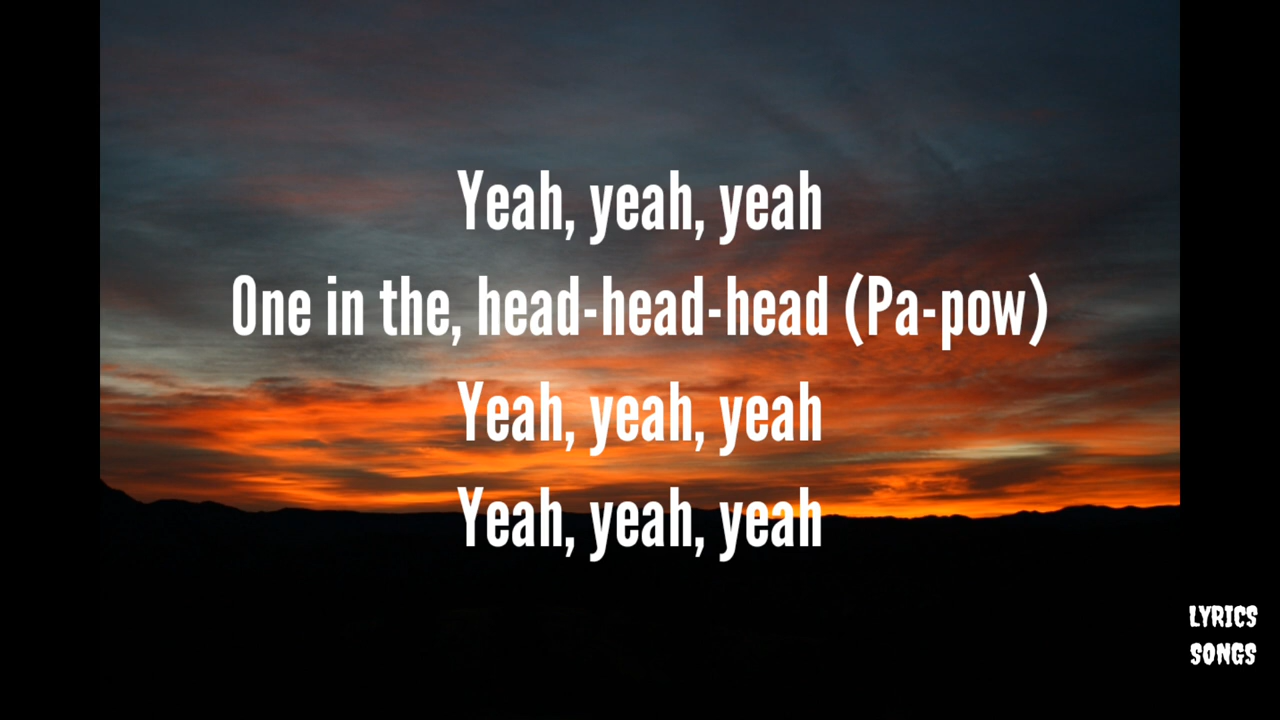 Yeah, yeah, yeah
One in the, head-head-head (Pa-pow)
Yeah, yeah, yeah
Yeah, yeah, yeah
LYRICS
SONGS